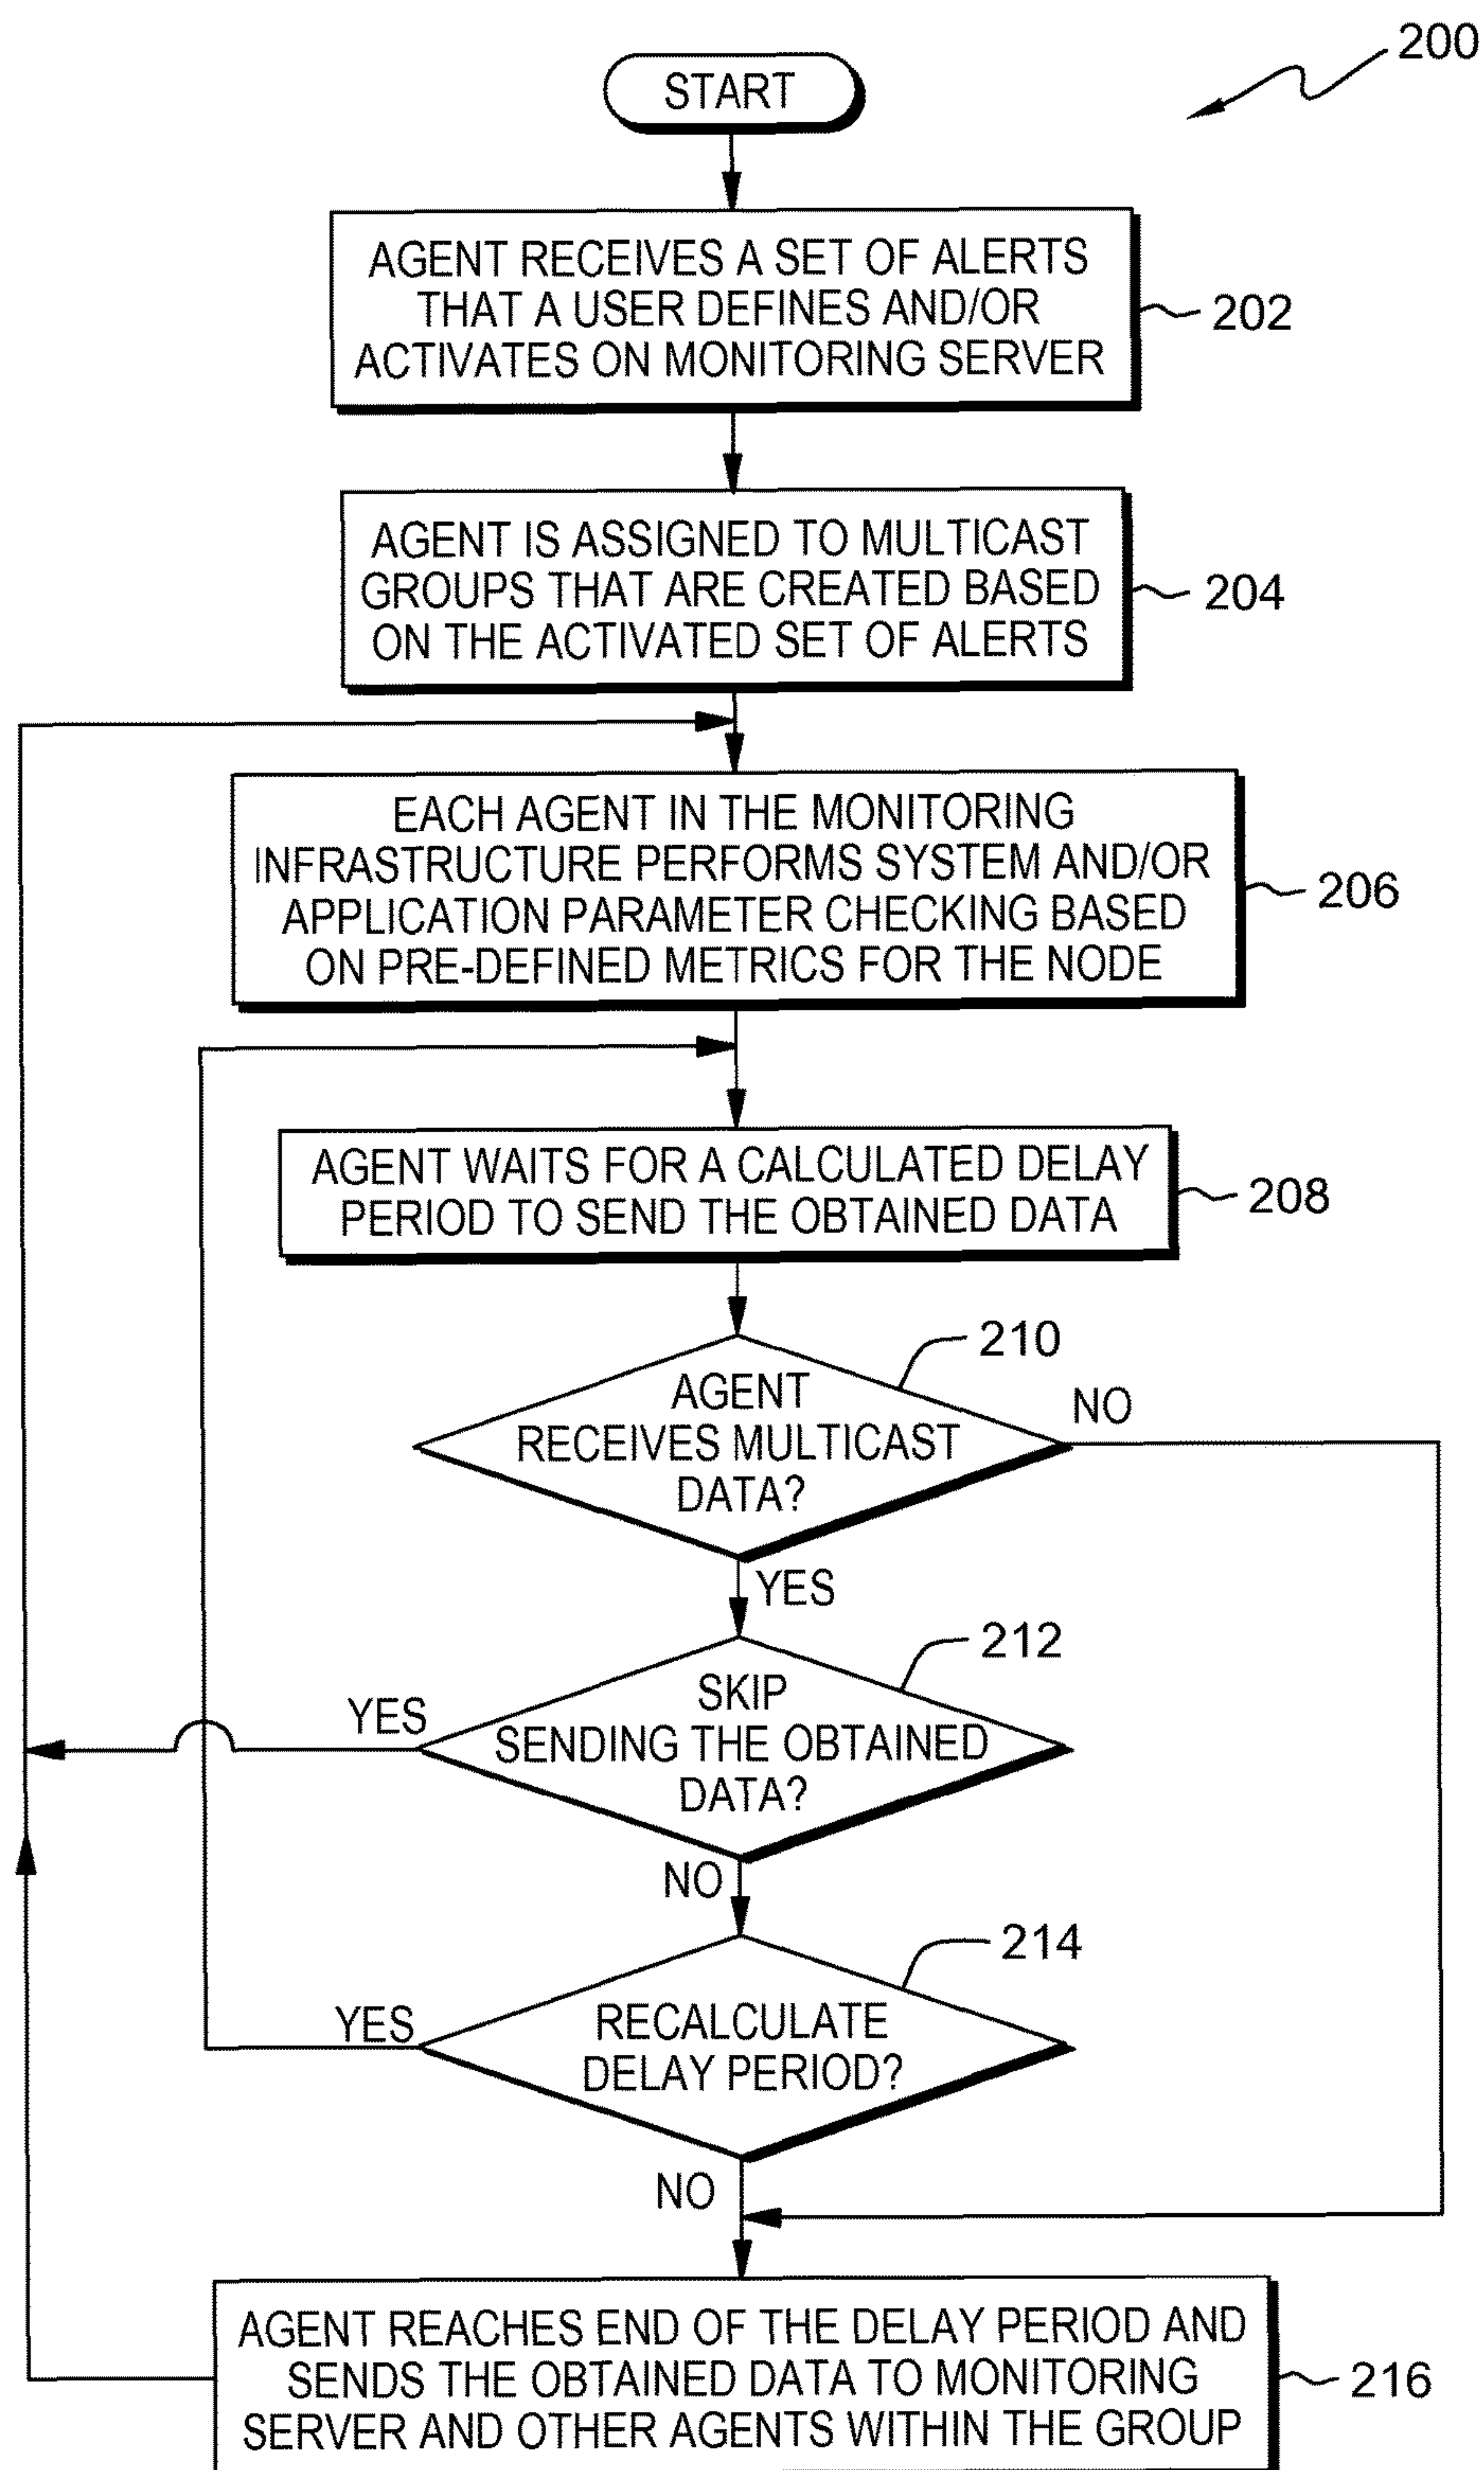 200
START
AGENT RECEIVES A SET OF ALERTS
THAT A USER DEFINES AND/OR
ACTIVATES ON MONITORING SERVER
202
AGENT IS ASSIGNED TO MULTICAST
GROUPS THAT ARE CREATED BASED
ON THE ACTIVATED SET OF ALERTS
204
EACH AGENT IN THE MONITORING
INFRASTRUCTURE PERFORMS SYSTEM AND/OR
APPLICATION PARAMETER CHECKING BASED
ON PRE-DEFINED METRICS FOR THE NODE
206
AGENT WAITS FOR A CALCULATED DELAY
PERIOD TO SEND THE OBTAINED DATA
208
210
AGENT
RECEIVES MULTICAST
DATA?
NO
YES
212
SKIP
SENDING THE OBTAINED
DATA?
YES
NO
214
RECALCULATE
DELAY PERIOD?
YES
NO
AGENT REACHES END OF THE DELAY PERIOD AND
SENDS THE OBTAINED DATA TO MONITORING
SERVER AND OTHER AGENTS WITHIN THE GROUP
216